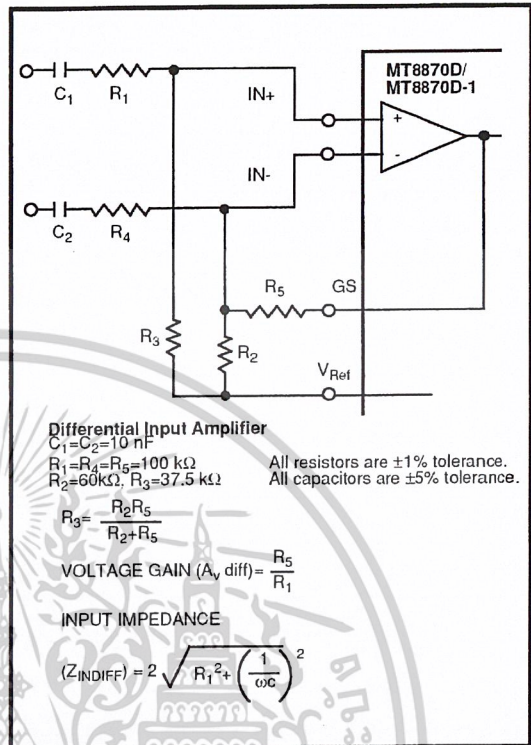 MT8870D/
MT8870D-1
C1 R1 IN+
+
IN- -
C2 R4
R5 GS
R3 R2
VRef
Differential Input Amplifier
C1=C2=10 nF
R1=R4=R5=100 kΩ All resistors are ±1% tolerance.
R2=60kΩ, R3=37.5 kΩ All capacitors are ±5% tolerance.
R3= R2R5 / R2+R5
VOLTAGE GAIN (Av diff)= R5 / R1
INPUT IMPEDANCE
(ZINDIFF) = 2 √ R1²+ ( 1 / ωc )²